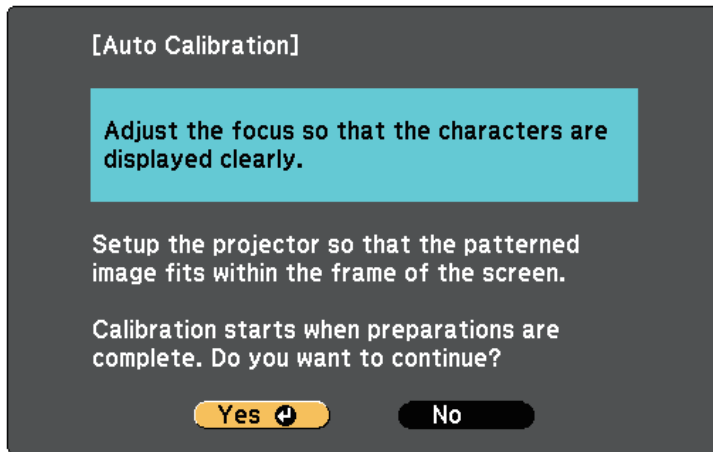 [Auto Calibration]
Adjust the focus so that the characters are
displayed clearly.
Setup the projector so that the patterned
image fits within the frame of the screen.
Calibration starts when preparations are
complete. Do you want to continue?
Yes No